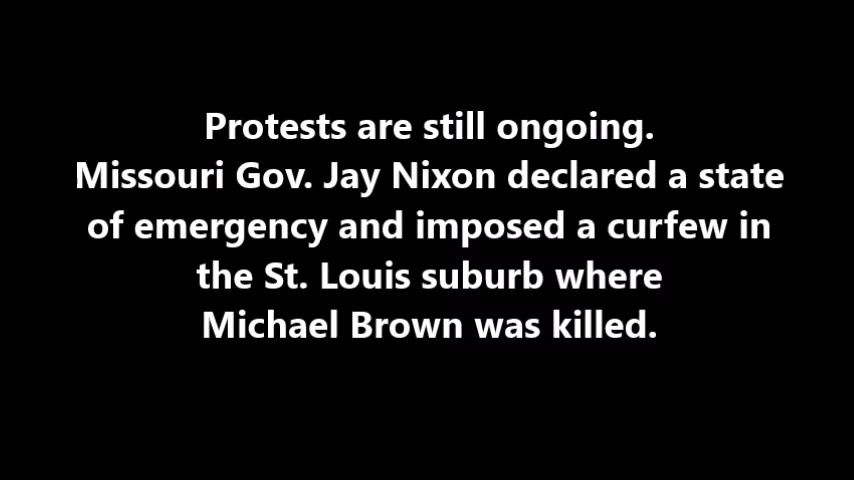 Protests are still ongoing.
Missouri Gov. Jay Nixon declared a state
of emergency and imposed a curfew in
the St. Louis suburb where
Michael Brown was killed.